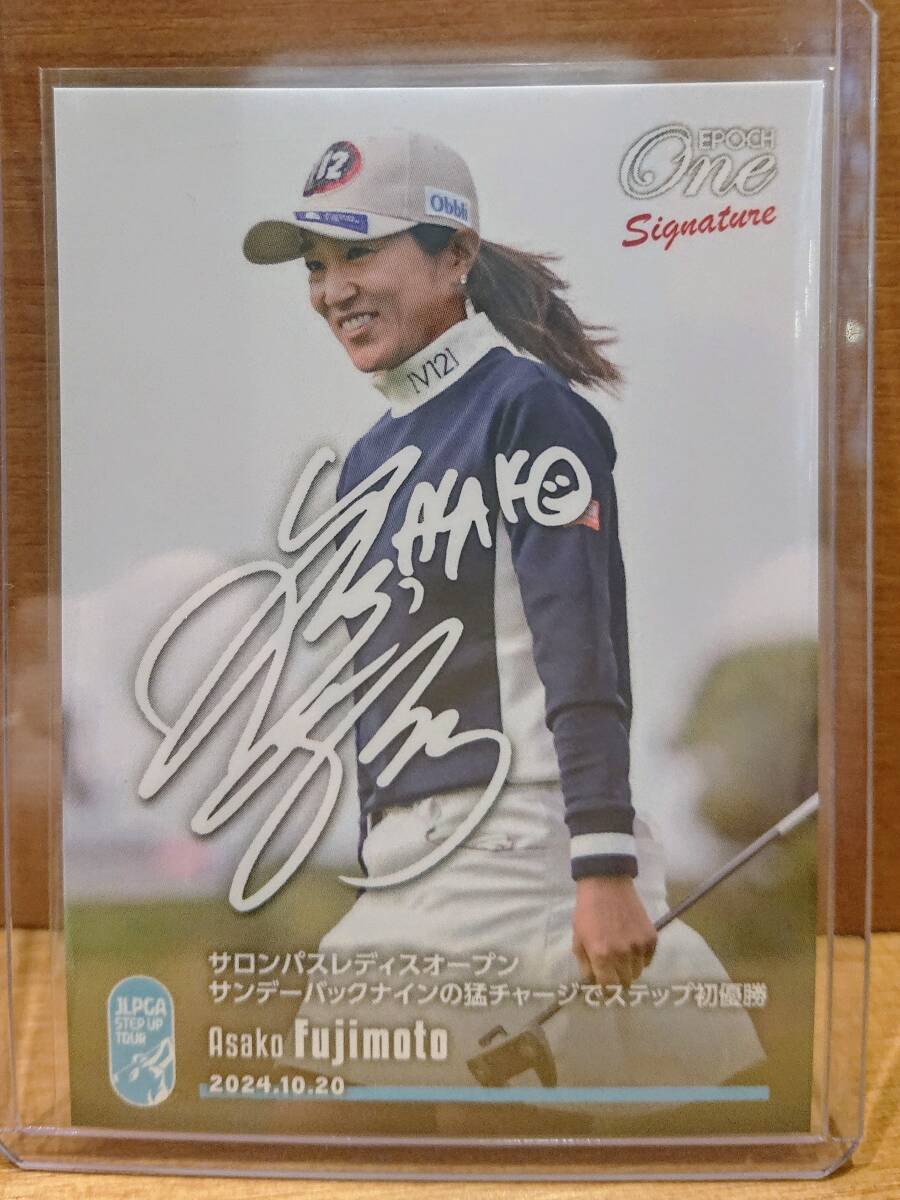 EPOCH
One
Signature
12
Obbli
V12
ASAKO
サロンパスレディスオープン
サンデーバックナインの猛チャージでステップ初優勝
JLPGA
STEP UP
TOUR
Asako Fujimoto
2024.10.20